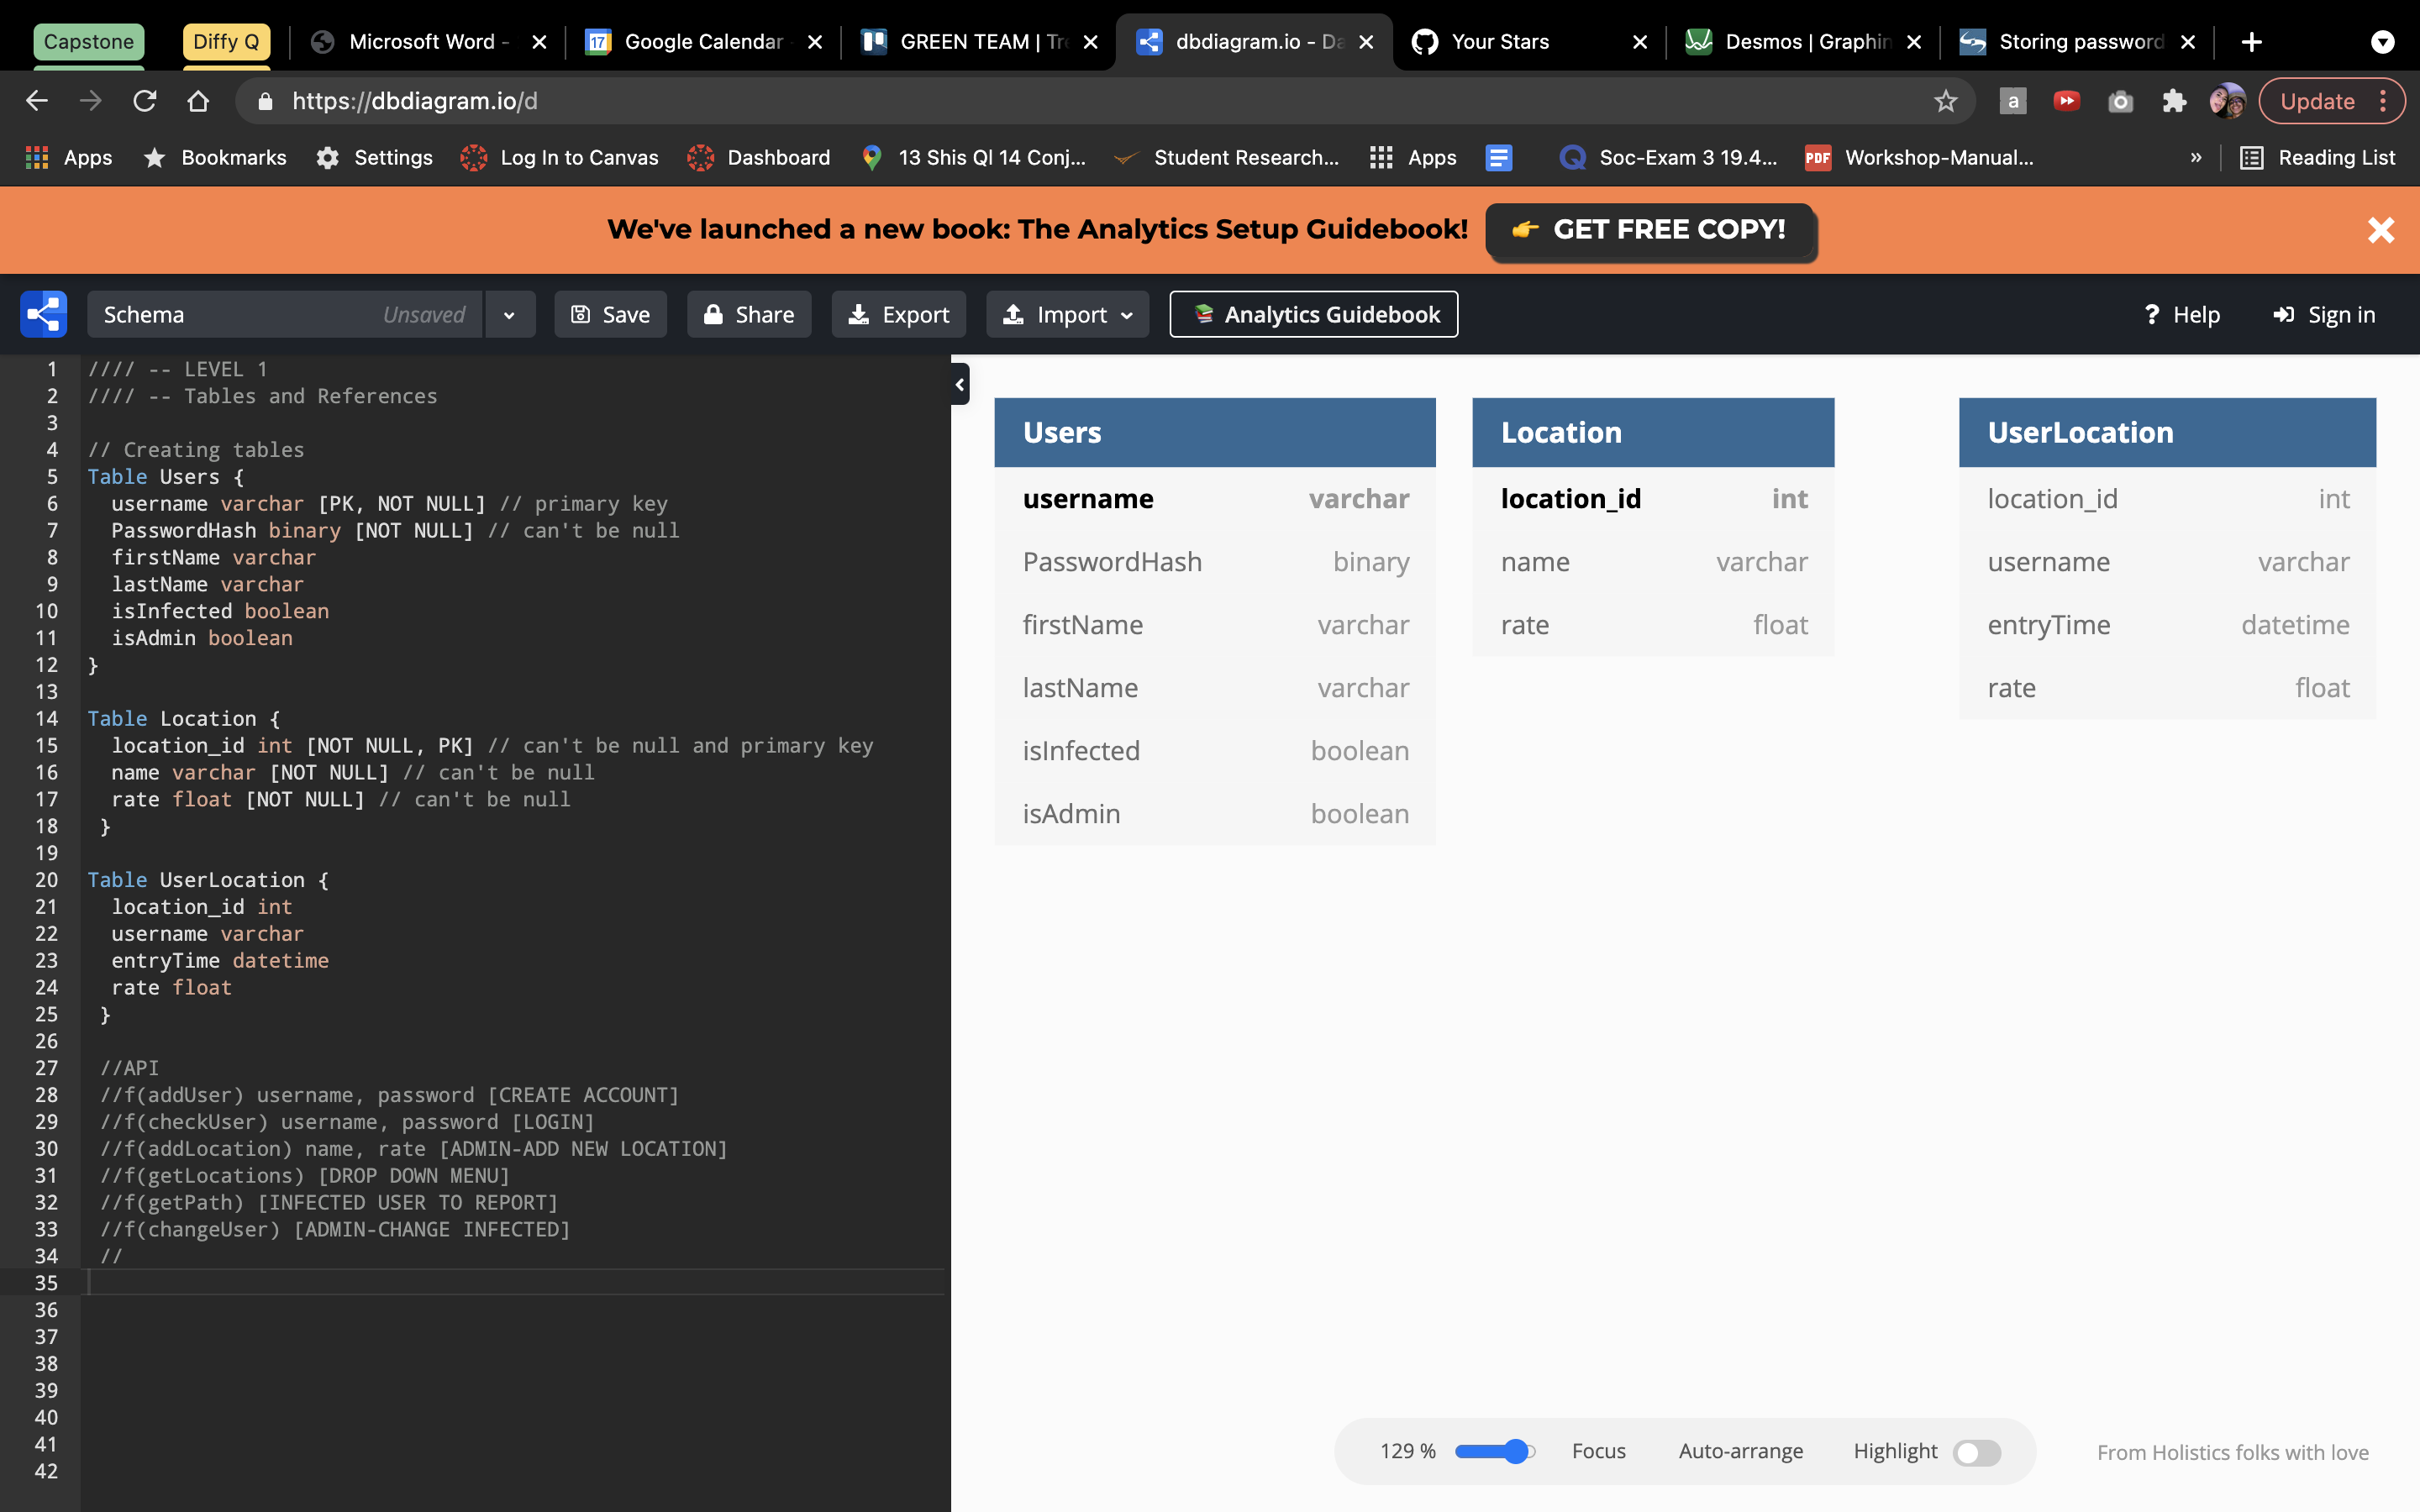 Capstone Diffy Q Microsoft Word - Google Calendar GREEN TEAM | Tre dbdiagram.io - Da Your Stars Desmos | Graphin Storing password
https://dbdiagram.io/d Update
Apps Bookmarks Settings Log In to Canvas Dashboard 13 Shis Ql 14 Conj... Student Research... Apps Soc-Exam 3 19.4... PDF Workshop-Manual... » Reading List
We've launched a new book: The Analytics Setup Guidebook! GET FREE COPY!
Schema Unsaved Save Share Export Import Analytics Guidebook ? Help Sign in
1 //// -- LEVEL 1
2 //// -- Tables and References
3
4 // Creating tables
5 Table Users {
6 username varchar [PK, NOT NULL] // primary key
7 PasswordHash binary [NOT NULL] // can't be null
8 firstName varchar
9 lastName varchar
10 isInfected boolean
11 isAdmin boolean
12 }
13
14 Table Location {
15 location_id int [NOT NULL, PK] // can't be null and primary key
16 name varchar [NOT NULL] // can't be null
17 rate float [NOT NULL] // can't be null
18 }
19
20 Table UserLocation {
21 location_id int
22 username varchar
23 entryTime datetime
24 rate float
25 }
26
27 //API
28 //f(addUser) username, password [CREATE ACCOUNT]
29 //f(checkUser) username, password [LOGIN]
30 //f(addLocation) name, rate [ADMIN-ADD NEW LOCATION]
31 //f(getLocations) [DROP DOWN MENU]
32 //f(getPath) [INFECTED USER TO REPORT]
33 //f(changeUser) [ADMIN-CHANGE INFECTED]
34 //
35
36
37
38
39
40
41
42
Users
username varchar
PasswordHash binary
firstName varchar
lastName varchar
isInfected boolean
isAdmin boolean
Location
location_id int
name varchar
rate float
UserLocation
location_id int
username varchar
entryTime datetime
rate float
129 % Focus Auto-arrange Highlight
From Holistics folks with love